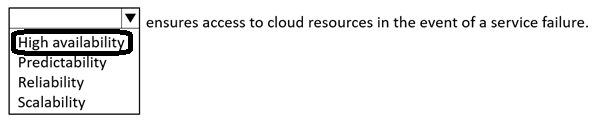 ensures access to cloud resources in the event of a service failure.
High availability
Predictability
Reliability
Scalability